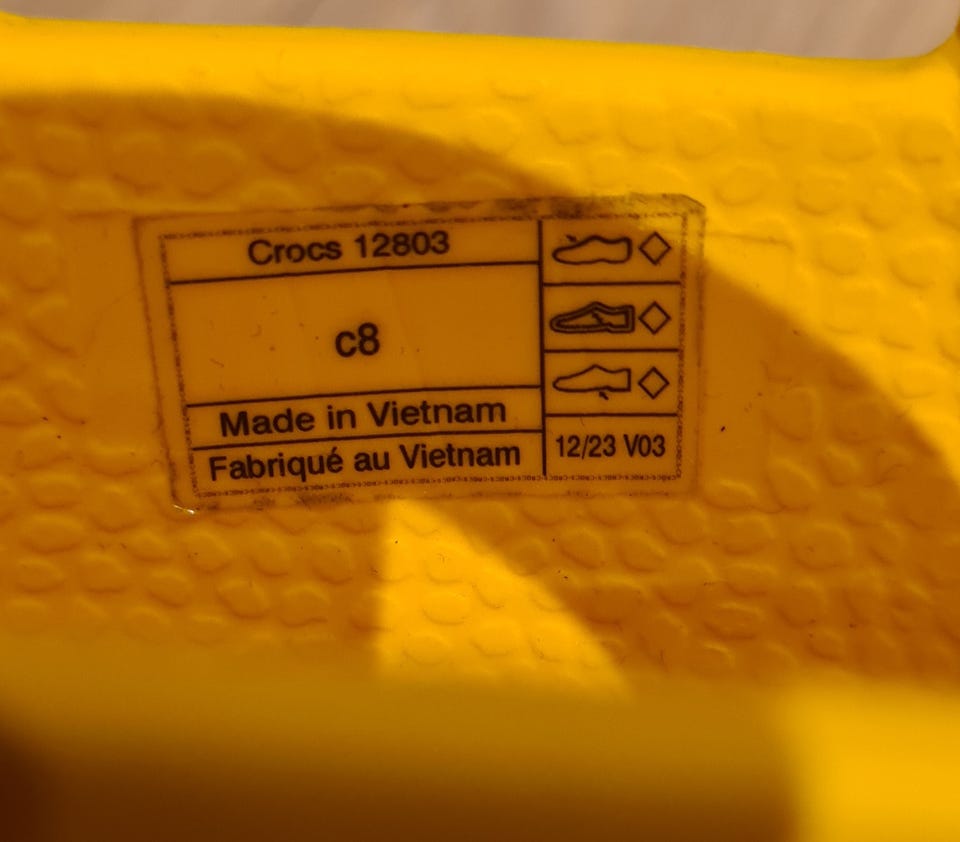 Crocs 12803
c8
Made in Vietnam
Fabriqué au Vietnam
12/23 V03